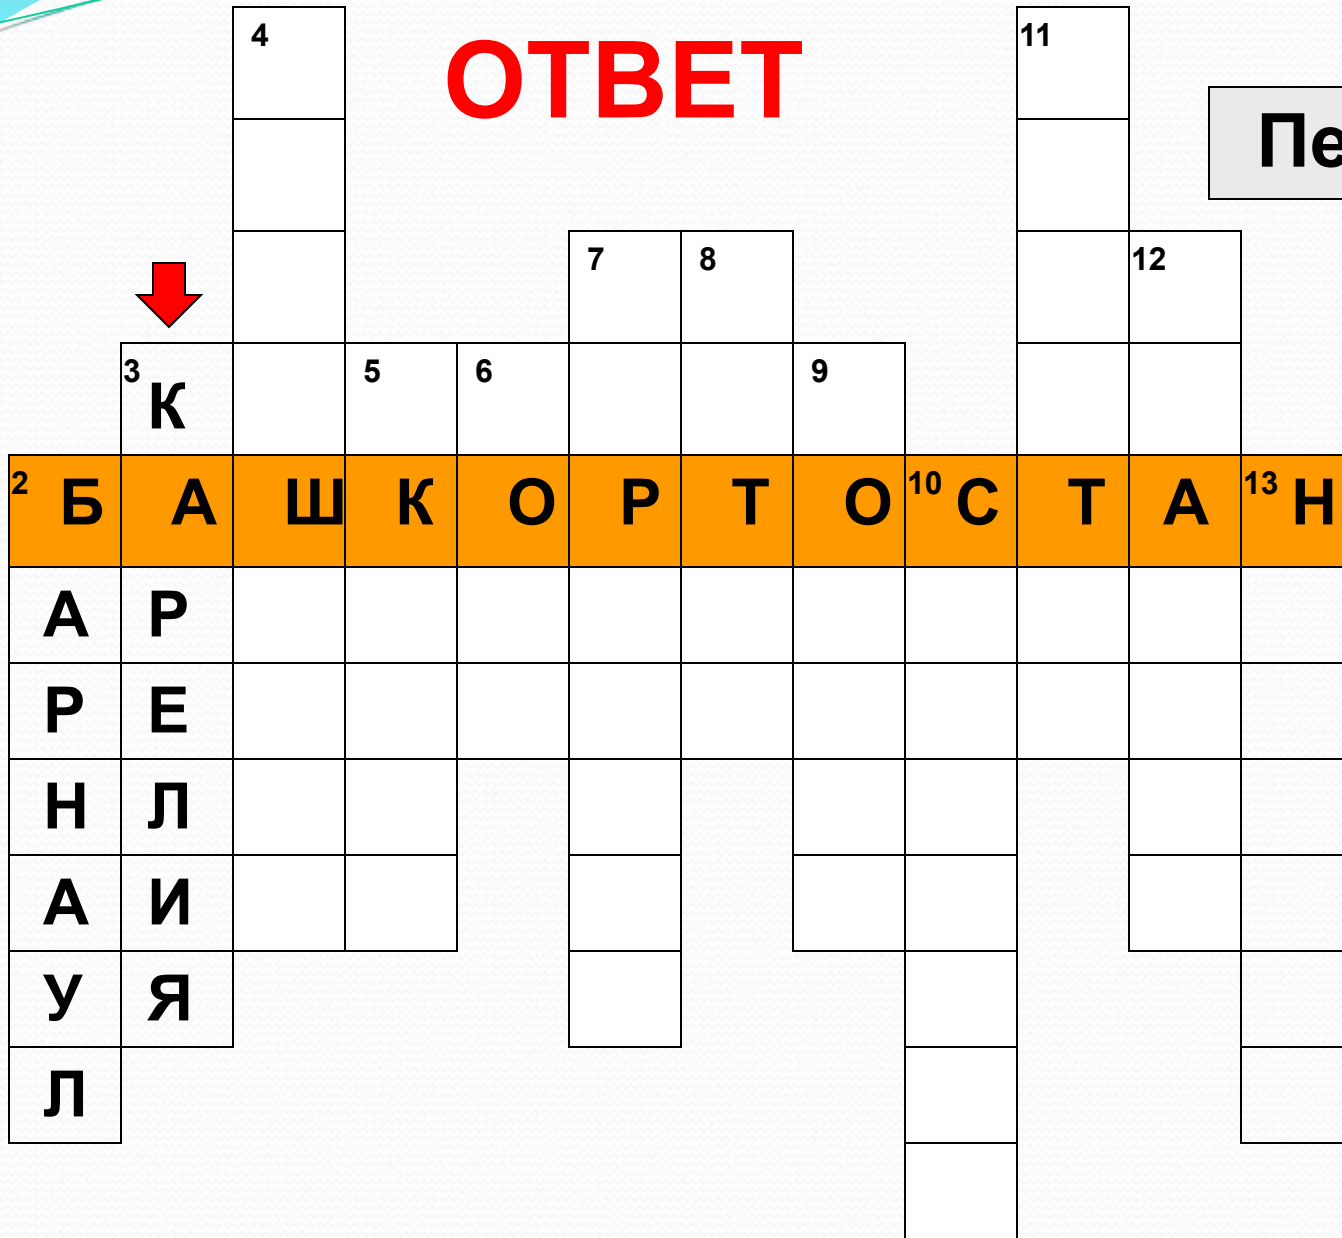 4 ОТВЕТ 11
Пе
7 8 12
3 К 5 6 9
2 Б А Ш К О Р Т О 10 С Т А 13 Н
А Р
Р Е
Н Л
А И
У Я
Л